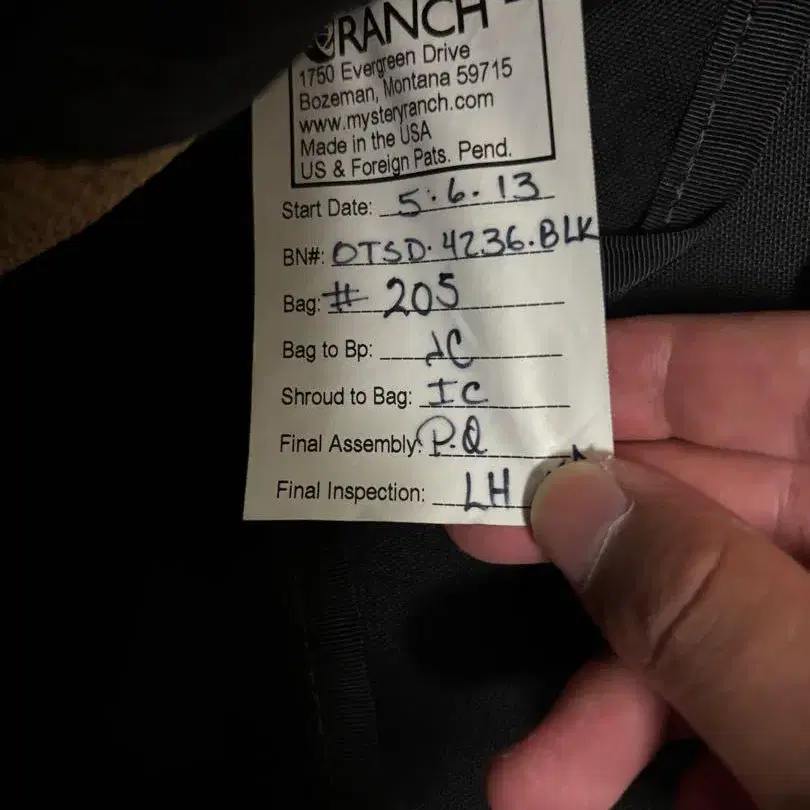 RANCH
1750 Evergreen Drive
Bozeman, Montana 59715
www.mysteryranch.com
Made in the USA
US & Foreign Pats. Pend.
Start Date: 5.6.13
BN#: OTSD.4236.BLK
Bag: # 205
Bag to Bp: JC
Shroud to Bag: IC
Final Assembly: P.Q
Final Inspection: LH